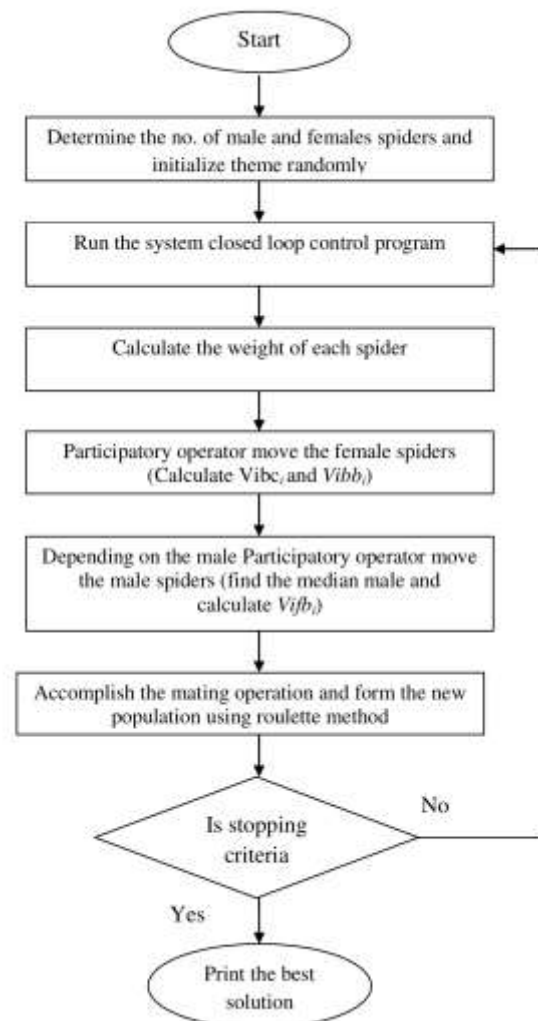 Start
Determine the no. of male and females spiders and
initialize theme randomly
Run the system closed loop control program
Calculate the weight of each spider
Participatory operator move the female spiders
(Calculate Vibcᵢ and Vibbᵢ)
Depending on the male Participatory operator move
the male spiders (find the median male and
calculate Vifbᵢ)
Accomplish the mating operation and form the new
population using roulette method
No
Is stopping
criteria
Yes
Print the best
solution